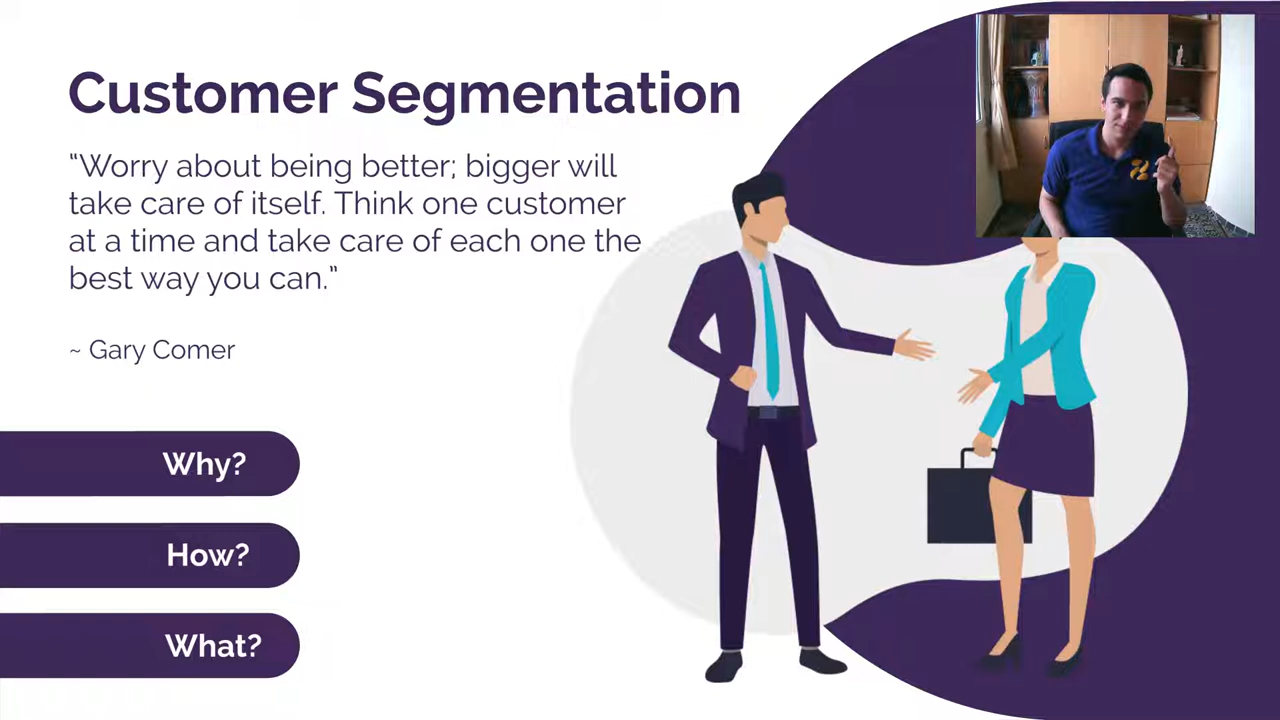 Customer Segmentation
"Worry about being better; bigger will
take care of itself. Think one customer
at a time and take care of each one the
best way you can."
~ Gary Comer
Why?
How?
What?